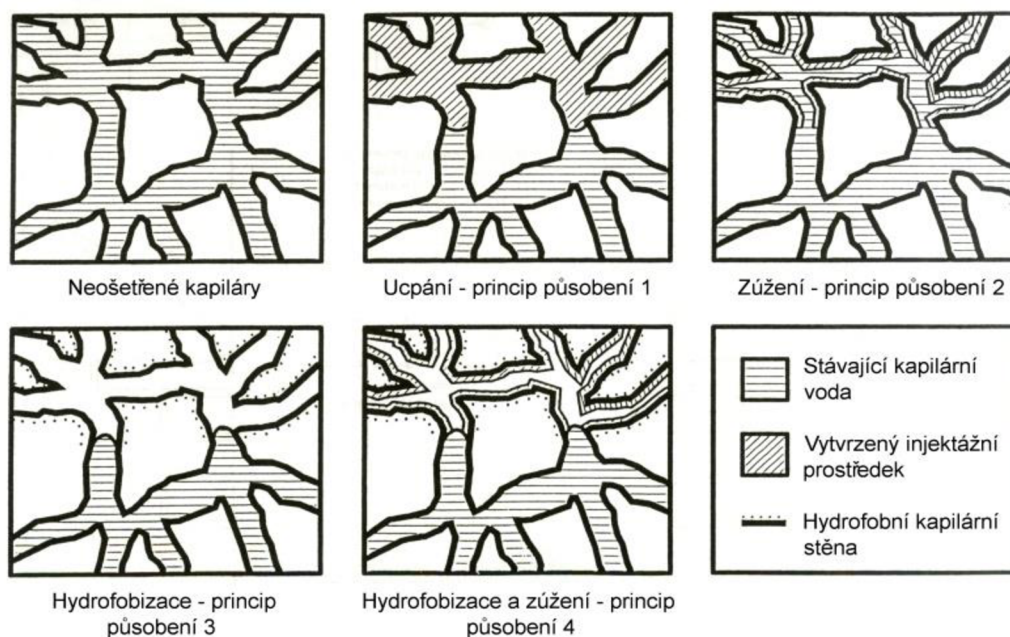 Neošetřené kapiláry
Ucpání - princip působení 1
Zúžení - princip působení 2
Stávající kapilární
voda
Vytvrzený injektážní
prostředek
Hydrofobní kapilární
stěna
Hydrofobizace - princip
působení 3
Hydrofobizace a zúžení - princip
působení 4